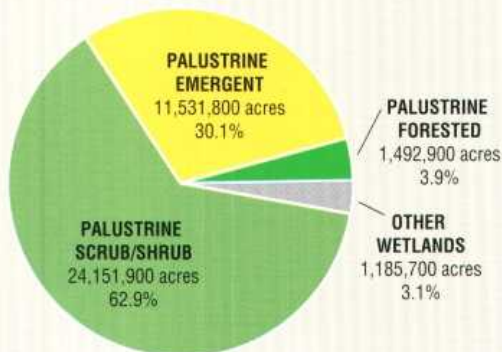 PALUSTRINE
EMERGENT
11,531,800 acres
30.1%
PALUSTRINE
FORESTED
1,492,900 acres
3.9%
OTHER
WETLANDS
1,185,700 acres
3.1%
PALUSTRINE
SCRUB/SHRUB
24,151,900 acres
62.9%